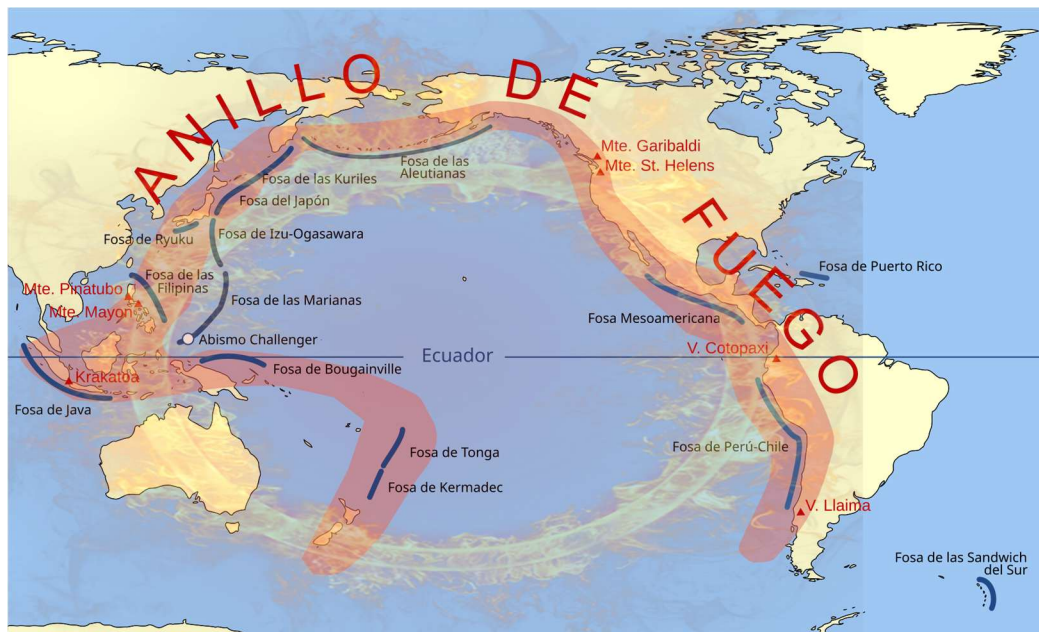 ANILLO DE FUEGO
Mte. Garibaldi
Mte. St. Helens
Fosa de las
Aleutianas
Fosa de las Kuriles
Fosa del Japón
Fosa de Ryuku
Fosa de Izu-Ogasawara
Fosa de Puerto Rico
Fosa de las
Filipinas
Mte. Pinatubo
Mte. Mayon
Fosa de las Marianas
Fosa Mesoamericana
Abismo Challenger
V. Cotopaxi
Ecuador
Fosa de Bougainville
Krakatoa
Fosa de Java
Fosa de Perú-Chile
Fosa de Tonga
Fosa de Kermadec
V. Llaima
Fosa de las Sandwich
del Sur